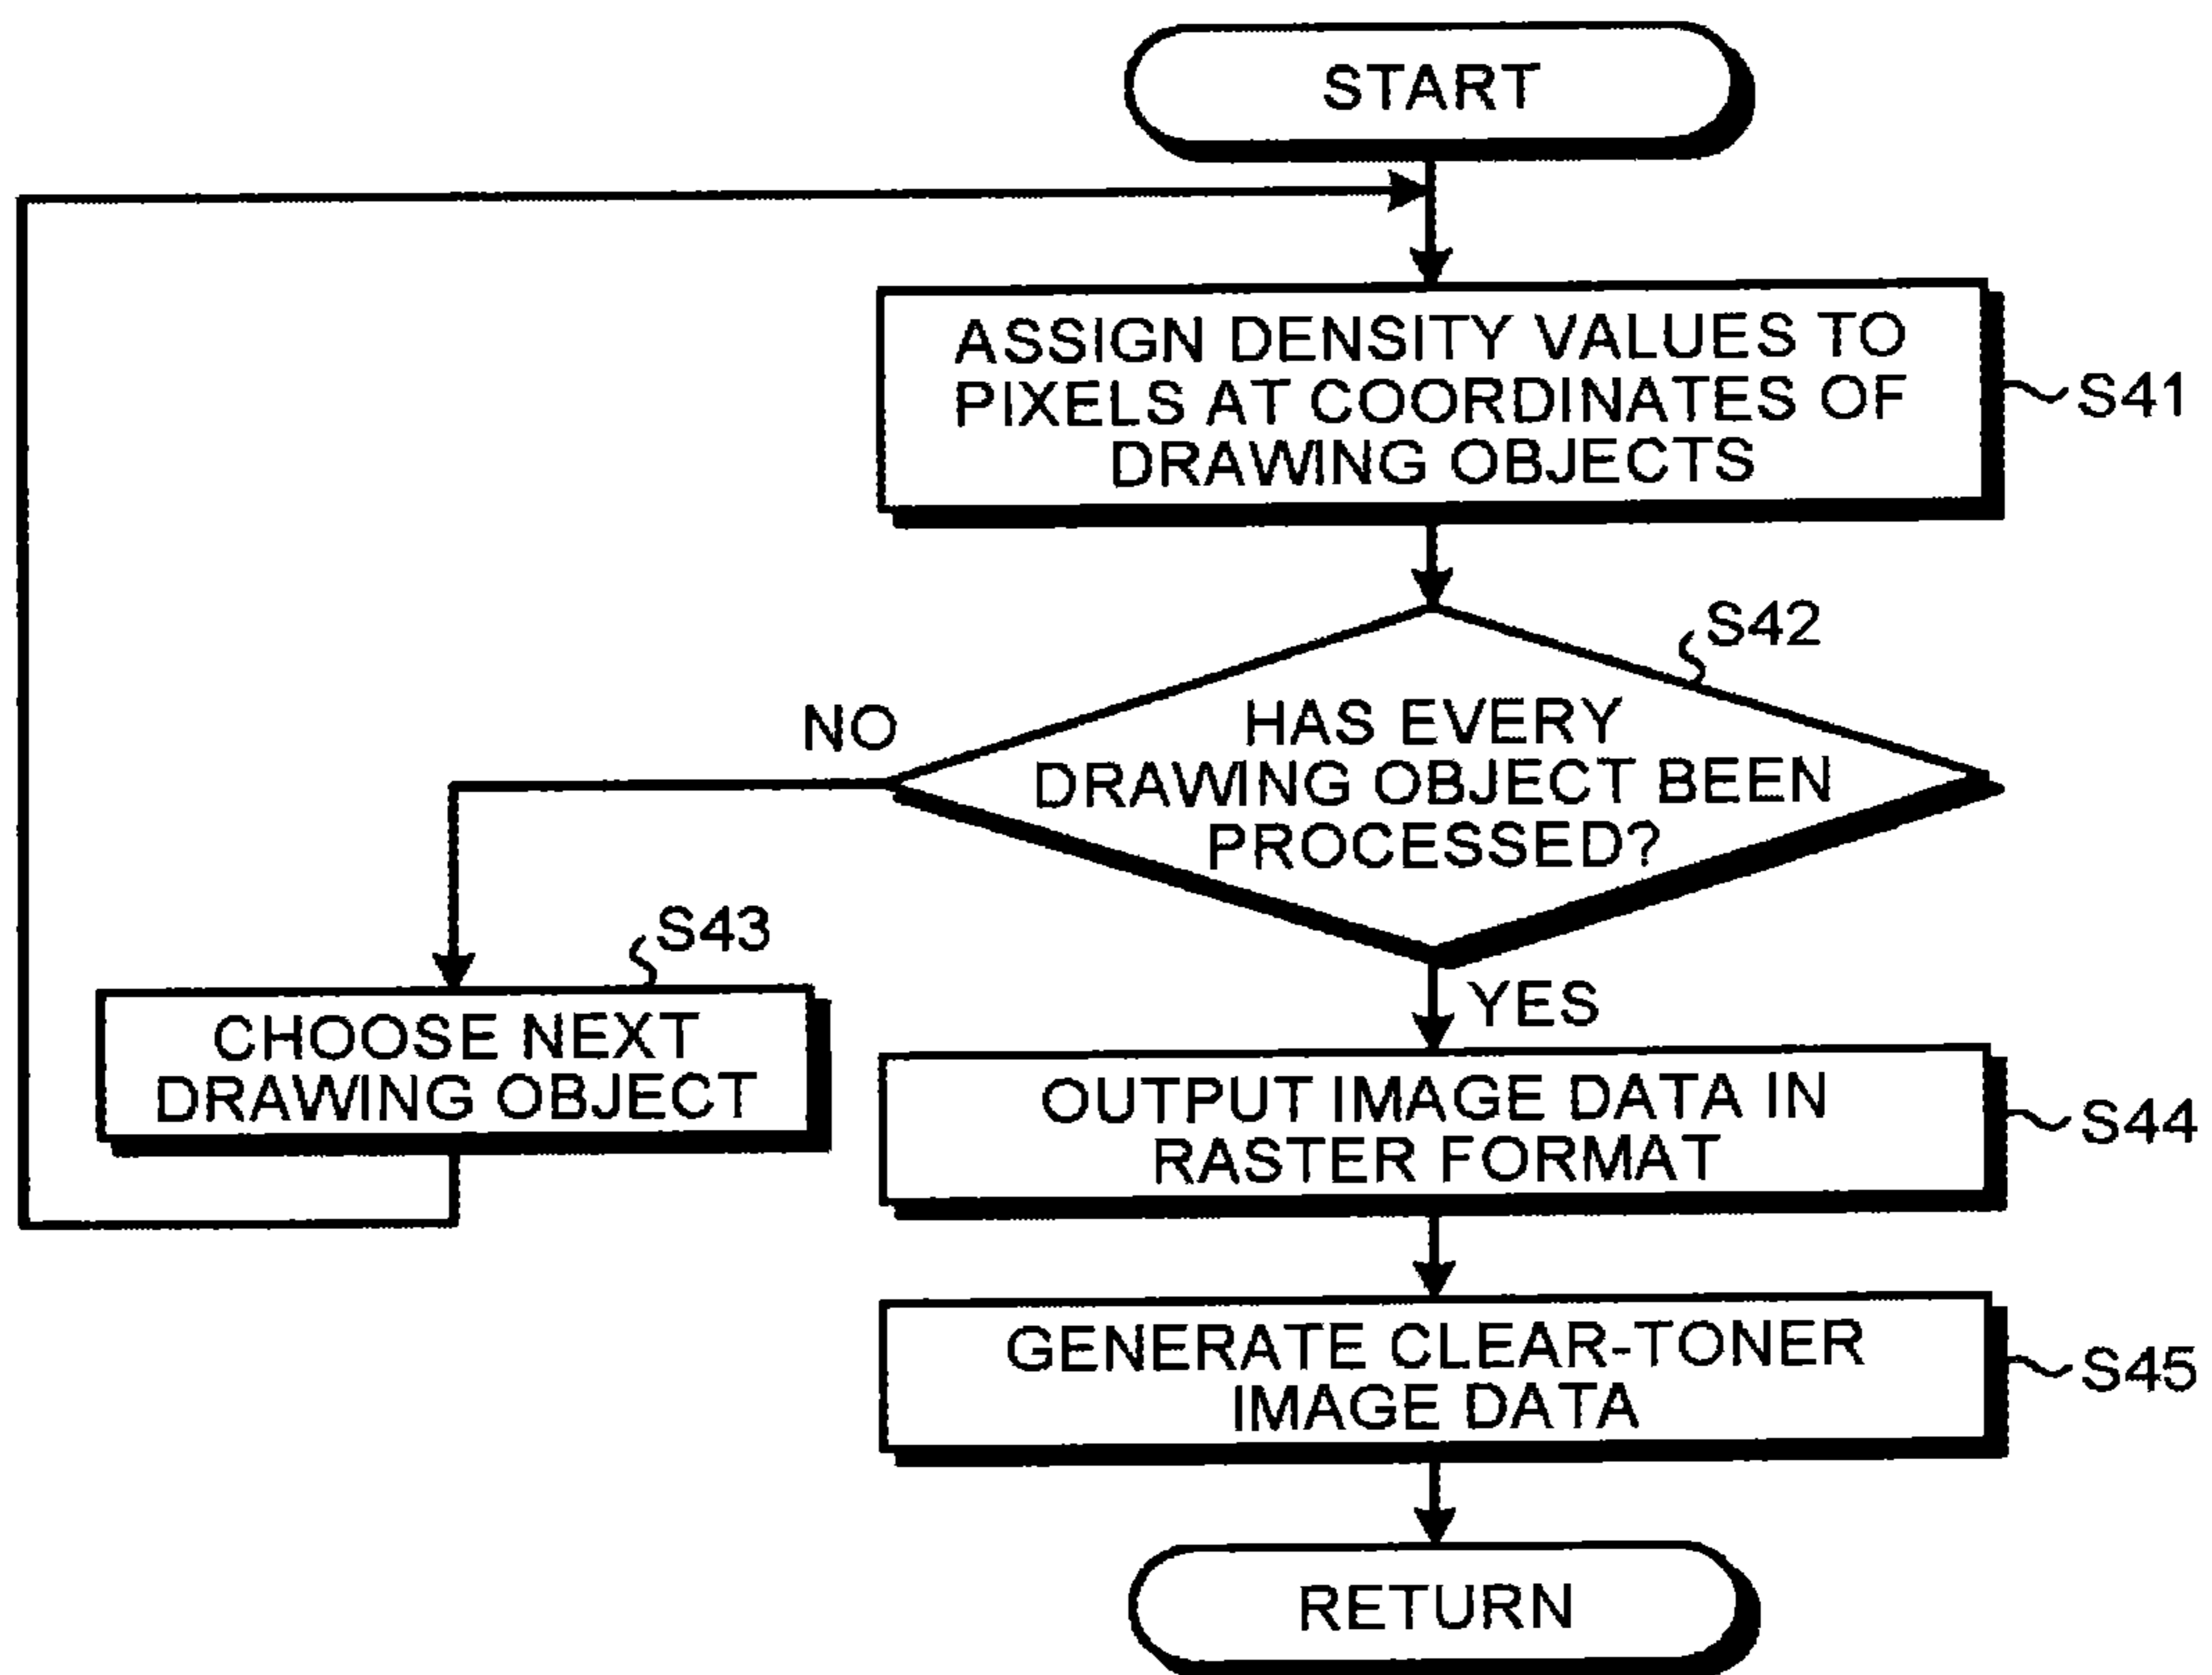 START
ASSIGN DENSITY VALUES TO
PIXELS AT COORDINATES OF
DRAWING OBJECTS
S41
S42
HAS EVERY
DRAWING OBJECT BEEN
PROCESSED?
NO
YES
S43
CHOOSE NEXT
DRAWING OBJECT
OUTPUT IMAGE DATA IN
RASTER FORMAT
S44
GENERATE CLEAR-TONER
IMAGE DATA
S45
RETURN